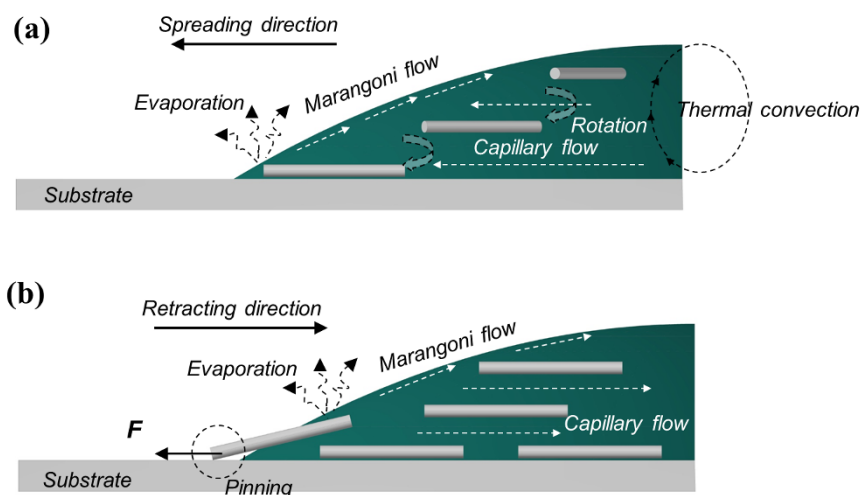 (a)
Spreading direction
Evaporation
Marangoni flow
Thermal convection
Rotation
Capillary flow
Substrate
(b)
Retracting direction
Evaporation
Marangoni flow
Capillary flow
F
Substrate
Pinning